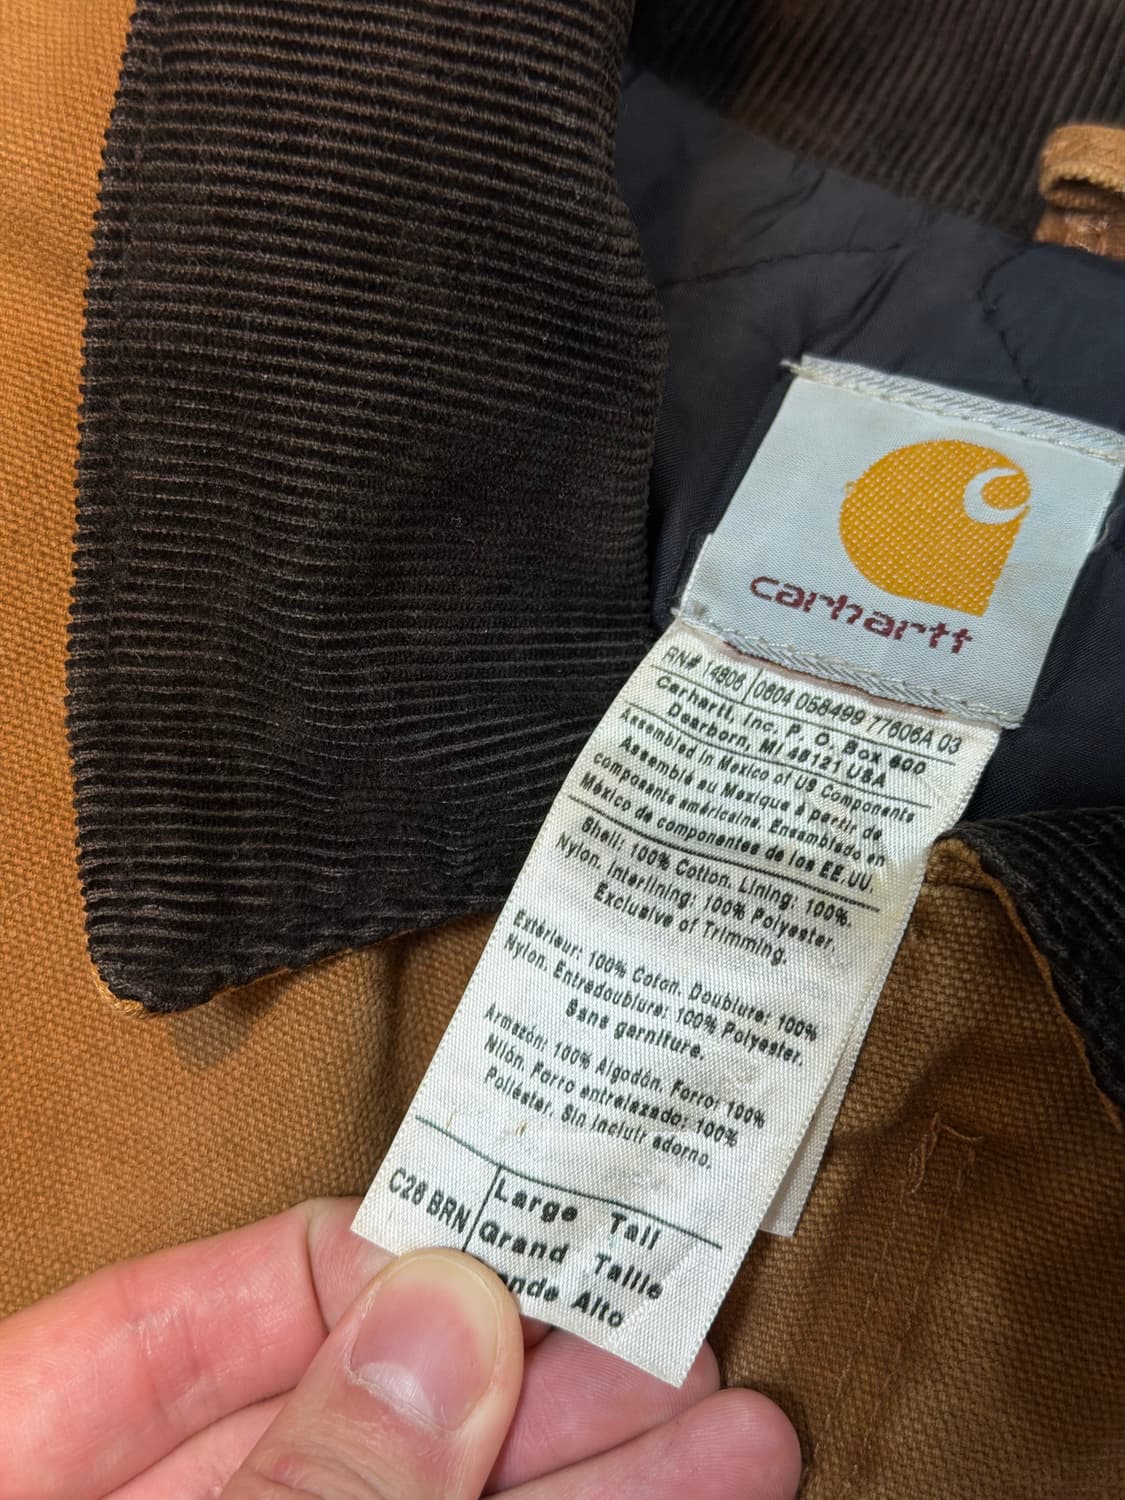 carhartt
RN# 14806 0604 058499 77606A 03
Carhartt, Inc. P. O. Box 600
Dearborn, MI 48121 USA
Assembled in Mexico of US Components
Assemblé au Mexique à partir de
composants américains. Ensamblado en
México de componentes de los EE.UU.
Shell: 100% Cotton. Lining: 100%
Nylon. Interlining: 100% Polyester.
Exclusive of Trimming.
Extérieur: 100% Coton. Doublure: 100%
Nylon. Entredoublure: 100% Polyester.
Sans garniture.
Armazón: 100% Algodón. Forro: 100%
Nilón. Forro entrelazado: 100%
Poliéster. Sin incluir adorno.
C26 BRN
Large Tall
Grand Taille
nde Alto